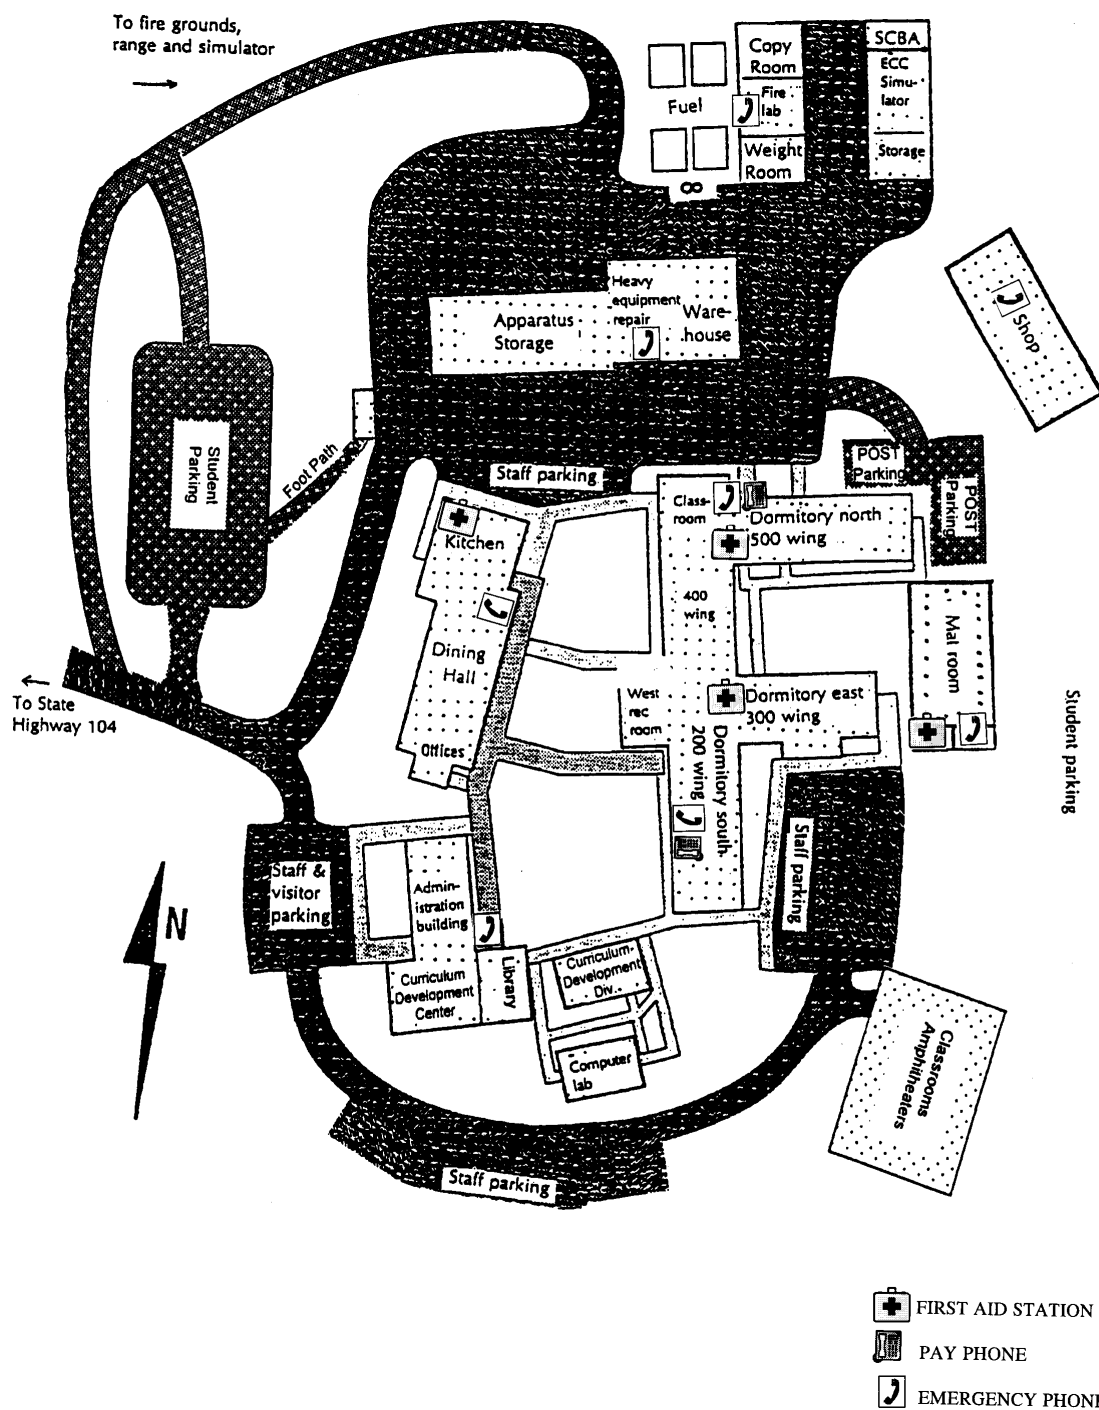 To fire grounds,
range and simulator
Copy
Room
Fire
lab
Weight
Room
Fuel
8
SCBA
ECC
Simu-
lator
Storage
Shop
Heavy
equipment
repair
Ware-
house
Apparatus
Storage
Student
Parking
Foot Path
Staff parking
POST
Parking
POST
Parking
Class-
room
Dormitory north
500 wing
Kitchen
400
wing
Dining
Hall
Offices
Mat room
West
rec
room
Dormitory east
300 wing
Dormitory south
200 wing
Student parking
To State
Highway 104
Staff parking
Staff &
visitor
parking
N
Admin-
istration
building
Library
Curriculum
Development
Center
Curriculum
Development
Div.
Computer
lab
Classrooms
Amphitheaters
Staff parking
FIRST AID STATION
PAY PHONE
EMERGENCY PHONE